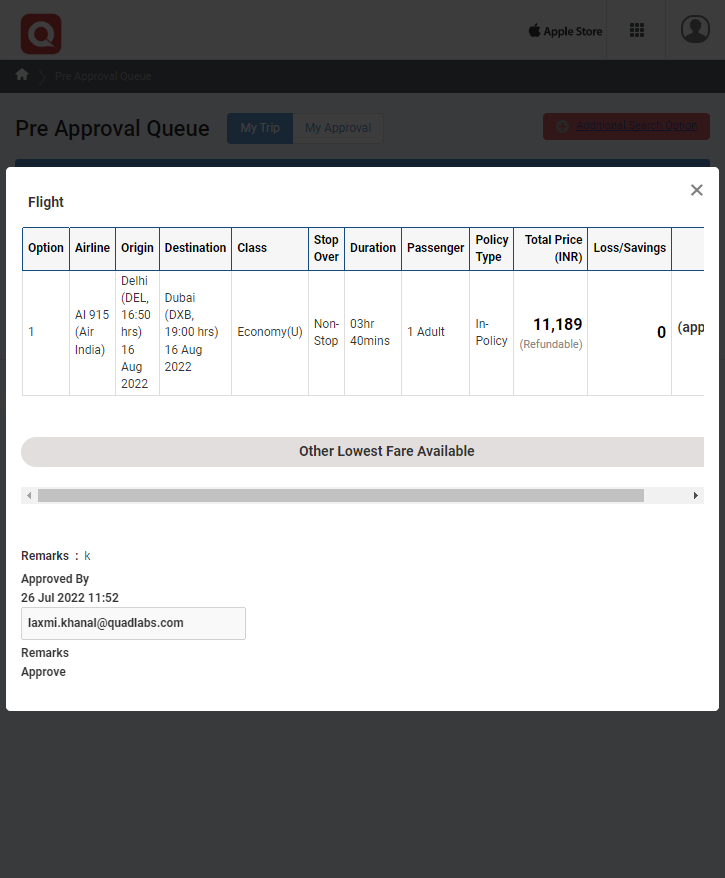 Q
Apple Store
Pre Approval Queue
Pre Approval Queue
My Trip
My Approval
Additional Search Option
×
Flight
Option Airline Origin Destination Class Stop Over Duration Passenger Policy Type Total Price (INR) Loss/Savings
1 AI 915 (Air India) Delhi (DEL, 16:50 hrs) 16 Aug 2022 Dubai (DXB, 19:00 hrs) 16 Aug 2022 Economy(U) Non-Stop 03hr 40mins 1 Adult In-Policy 11,189 (Refundable) 0 (app
Other Lowest Fare Available
Remarks : k
Approved By
26 Jul 2022 11:52
laxmi.khanal@quadlabs.com
Remarks
Approve